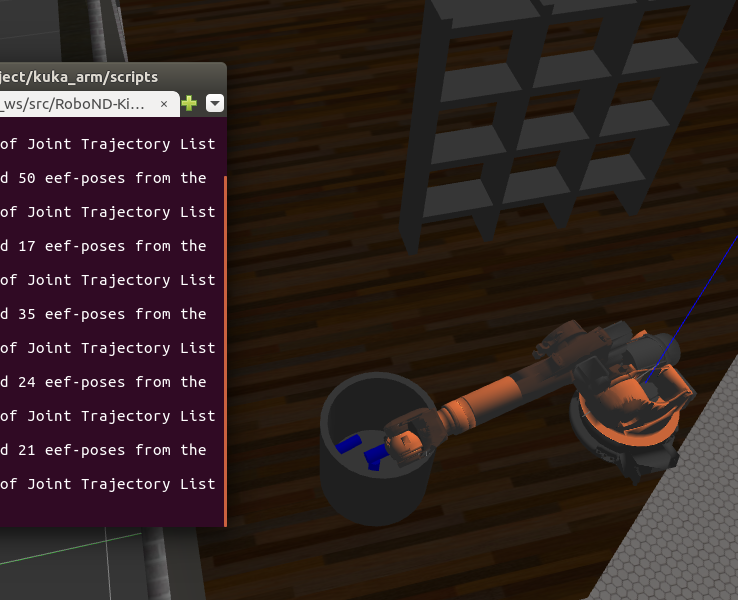 ject/kuka_arm/scripts
_ws/src/RoboND-Ki... ×
of Joint Trajectory List
d 50 eef-poses from the
of Joint Trajectory List
d 17 eef-poses from the
of Joint Trajectory List
d 35 eef-poses from the
of Joint Trajectory List
d 24 eef-poses from the
of Joint Trajectory List
d 21 eef-poses from the
of Joint Trajectory List